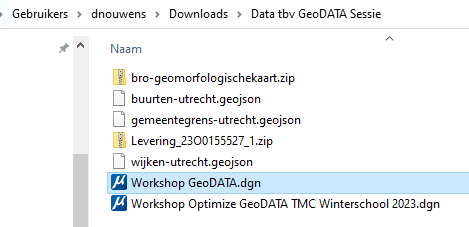 Gebruikers > dnouwens > Downloads > Data tbv GeoDATA Sessie
Naam
bro-geomorfologischekaart.zip
buurten-utrecht.geojson
gemeentegrens-utrecht.geojson
Levering_23O0155527_1.zip
wijken-utrecht.geojson
Workshop GeoDATA.dgn
Workshop Optimize GeoDATA TMC Winterschool 2023.dgn